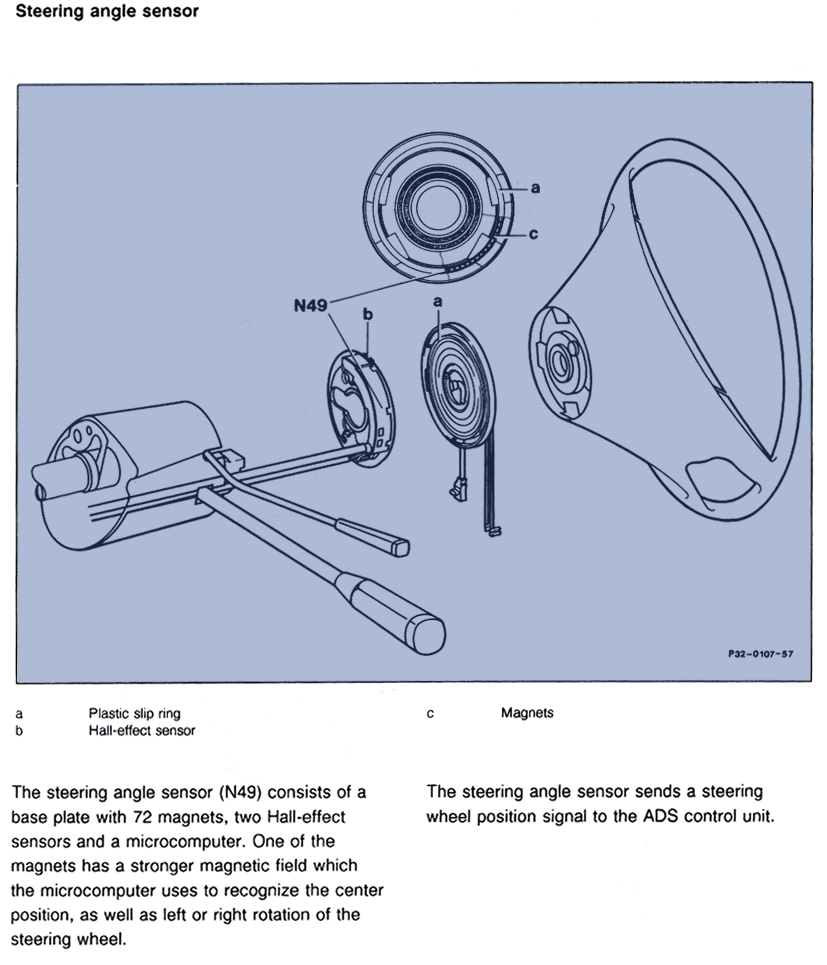 Steering angle sensor
a
c
N49
b
a
P32-0107-57
a Plastic slip ring
b Hall-effect sensor
c Magnets
The steering angle sensor (N49) consists of a
base plate with 72 magnets, two Hall-effect
sensors and a microcomputer. One of the
magnets has a stronger magnetic field which
the microcomputer uses to recognize the center
position, as well as left or right rotation of the
steering wheel.
The steering angle sensor sends a steering
wheel position signal to the ADS control unit.